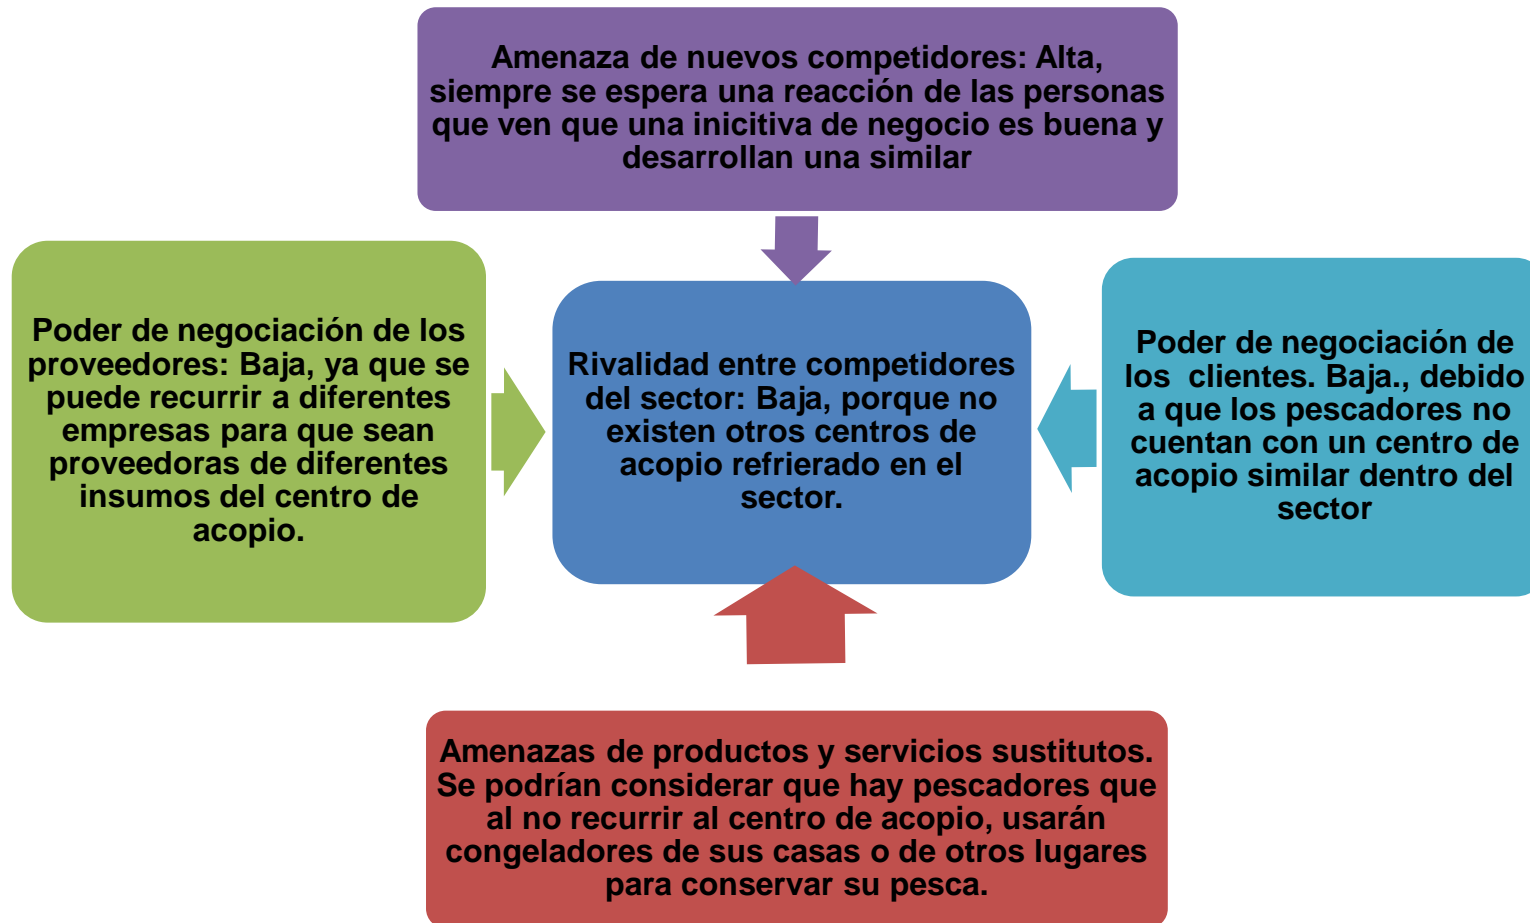 Amenaza de nuevos competidores: Alta,
siempre se espera una reacción de las personas
que ven que una inicitiva de negocio es buena y
desarrollan una similar
Poder de negociación de los
proveedores: Baja, ya que se
puede recurrir a diferentes
empresas para que sean
proveedoras de diferentes
insumos del centro de
acopio.
Rivalidad entre competidores
del sector: Baja, porque no
existen otros centros de
acopio refrierado en el
sector.
Poder de negociación de
los  clientes. Baja., debido
a que los pescadores no
cuentan con un centro de
acopio similar dentro del
sector
Amenazas de productos y servicios sustitutos.
Se podrían considerar que hay pescadores que
al no recurrir al centro de acopio, usarán
congeladores de sus casas o de otros lugares
para conservar su pesca.